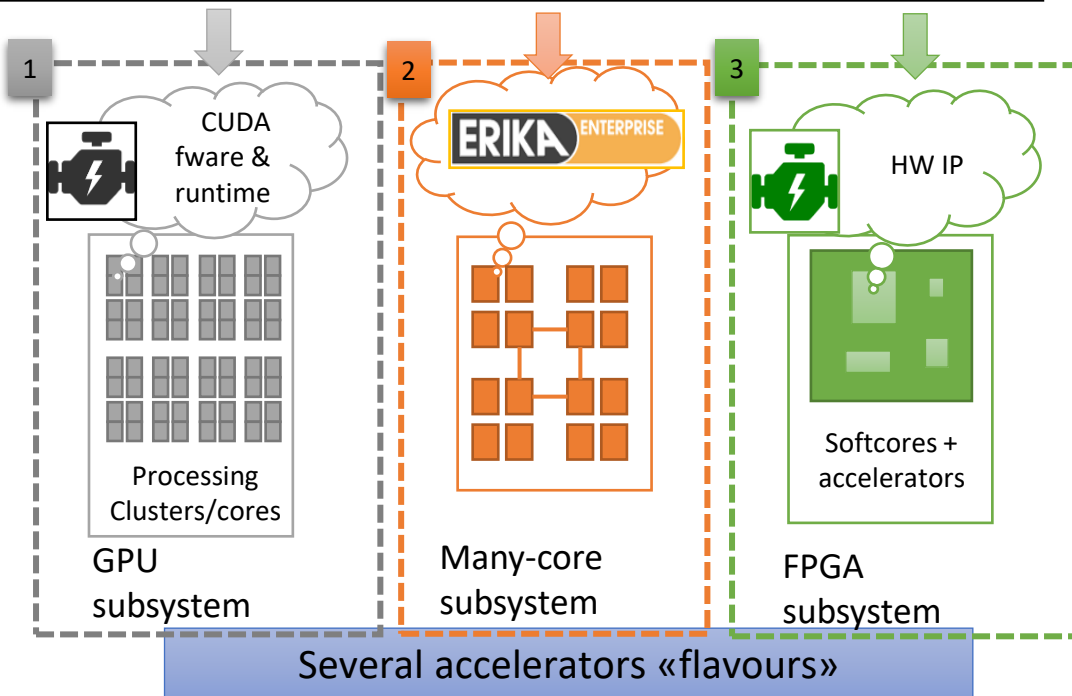 1
CUDA
fware &
runtime
Processing
Clusters/cores
GPU
subsystem
2
ERIKA ENTERPRISE
Many-core
subsystem
3
HW IP
Softcores +
accelerators
FPGA
subsystem
Several accelerators «flavours»